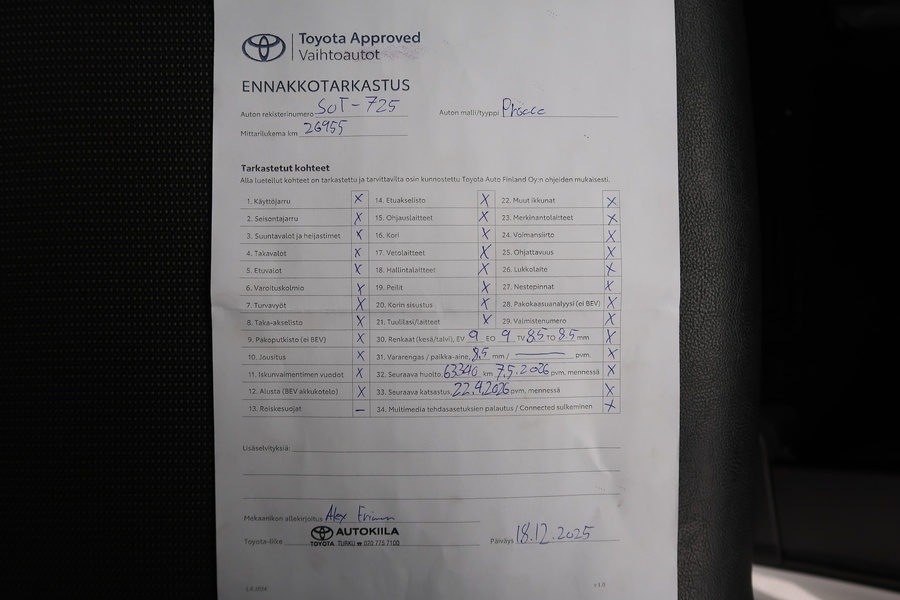 Toyota Approved
Vaihtoautot
ENNAKKOTARKASTUS
Auton rekisterinumero SOT-725 Auton malli/tyyppi Proace
Mittarilukema km 26955
Tarkastetut kohteet
Alla luetellut kohteet on tarkastettu ja tarvittavilta osin kunnostettu Toyota Auto Finland Oy:n ohjeiden mukaisesti.
1. Käyttöjarru X 14. Etuakselisto X 22. Muut ikkunat X
2. Seisontajarru X 15. Ohjauslaitteet X 23. Merkinantolaitteet X
3. Suuntavalot ja heijastimet X 16. Kori X 24. Voimansiirto X
4. Takavalot X 17. Vetolaitteet X 25. Ohjattavuus X
5. Etuvalot X 18. Hallintalaitteet X 26. Lukkolaite X
6. Varoituskolmio X 19. Peilit X 27. Nestepinnat X
7. Turvavyöt X 20. Korin sisustus X 28. Pakokaasuanalyysi (ei BEV) X
8. Taka-akselisto X 21. Tuulilasi/laitteet X 29. Valmistenumero X
9. Pakoputkisto (ei BEV) X 30. Renkaat (kesä/talvi), EV 9 EO 9 TV 8.5 TO 8.5 mm X
10. Jousitus X 31. Vararengas / paikka-aine, 8,5 mm / — pvm. X
11. Iskunvaimentimen vuodot X 32. Seuraava huolto, 63340 km 7.5.2026 pvm. mennessä X
12. Alusta (BEV akkukotelo) X 33. Seuraava katsastus, 22.9.2026 pvm, mennessä X
13. Roiskesuojat – 34. Multimedia tehdasasetuksien palautus / Connected sulkeminen X
Lisäselvityksiä:
Mekaanikon allekirjoitus Alex
AUTOKIILA
Toyota-liike TOYOTA TURKU ☎ 030 775 7100 Päiväys 18.12.2025
v1.0